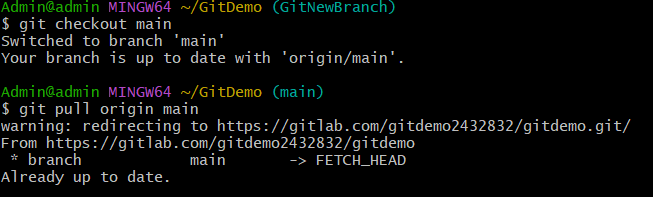 Admin@admin MINGW64 ~/GitDemo (GitNewBranch)
$ git checkout main
Switched to branch 'main'
Your branch is up to date with 'origin/main'.
Admin@admin MINGW64 ~/GitDemo (main)
$ git pull origin main
warning: redirecting to https://gitlab.com/gitdemo2432832/gitdemo.git/
From https://gitlab.com/gitdemo2432832/gitdemo
 * branch            main       -> FETCH_HEAD
Already up to date.